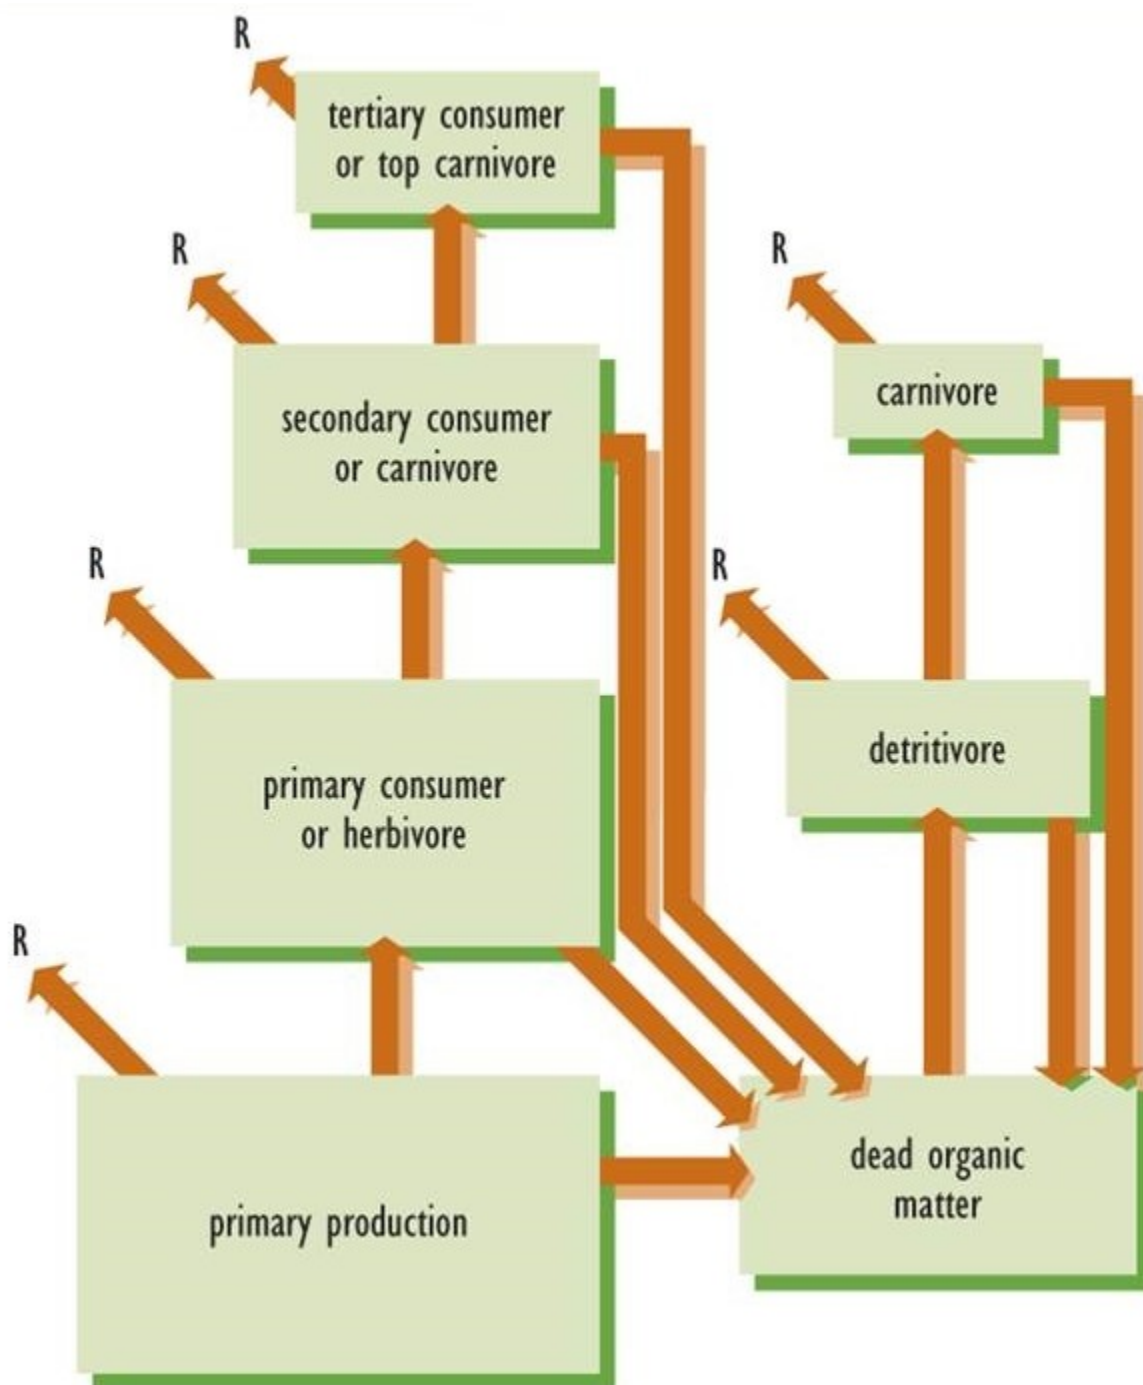 R
tertiary consumer
or top carnivore
R
secondary consumer
or carnivore
R
primary consumer
or herbivore
R
primary production
R
carnivore
R
detritivore
dead organic
matter